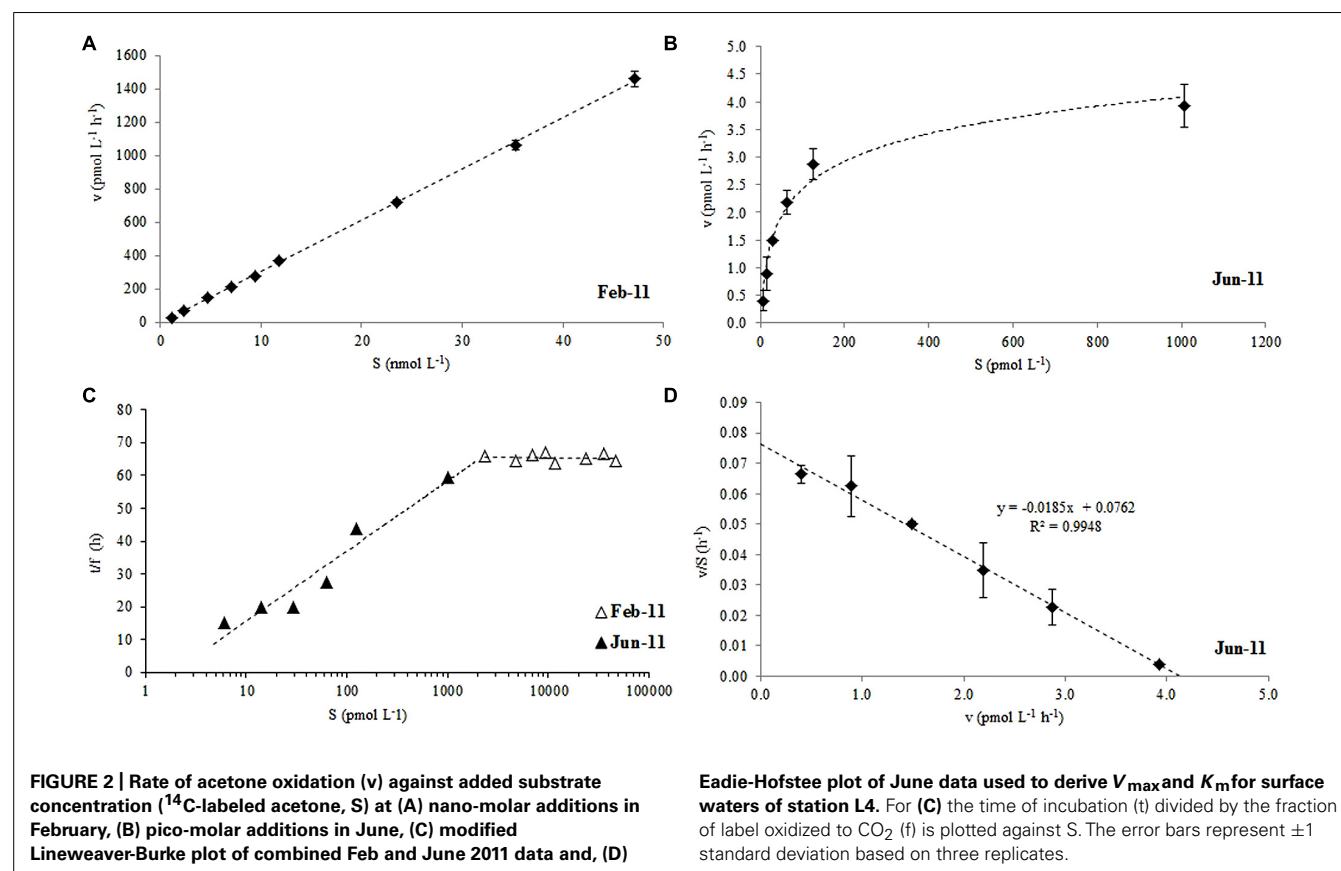 A
1600
1400
1200
1000
800
600
400
200
0
v (pmol L-1 h-1)
0 10 20 30 40 50
S (nmol L-1)
Feb-11
B
5.0
4.5
4.0
3.5
3.0
2.5
2.0
1.5
1.0
0.5
0.0
v (pmol L-1 h-1)
0 200 400 600 800 1000 1200
S (pmol L-1)
Jun-11
C
80
70
60
50
40
30
20
10
0
t/f (h)
1 10 100 1000 10000 100000
S (pmol L-1)
△ Feb-11
▲ Jun-11
D
0.09
0.08
0.07
0.06
0.05
0.04
0.03
0.02
0.01
0.00
v/S (h-1)
y = -0.0185x + 0.0762
R² = 0.9948
Jun-11
0.0 1.0 2.0 3.0 4.0 5.0
v (pmol L-1 h-1)
FIGURE 2 | Rate of acetone oxidation (v) against added substrate
concentration (14C-labeled acetone, S) at (A) nano-molar additions in
February, (B) pico-molar additions in June, (C) modified
Lineweaver-Burke plot of combined Feb and June 2011 data and, (D)
Eadie-Hofstee plot of June data used to derive Vmax and Km for surface
waters of station L4. For (C) the time of incubation (t) divided by the fraction
of label oxidized to CO2 (f) is plotted against S. The error bars represent ±1
standard deviation based on three replicates.